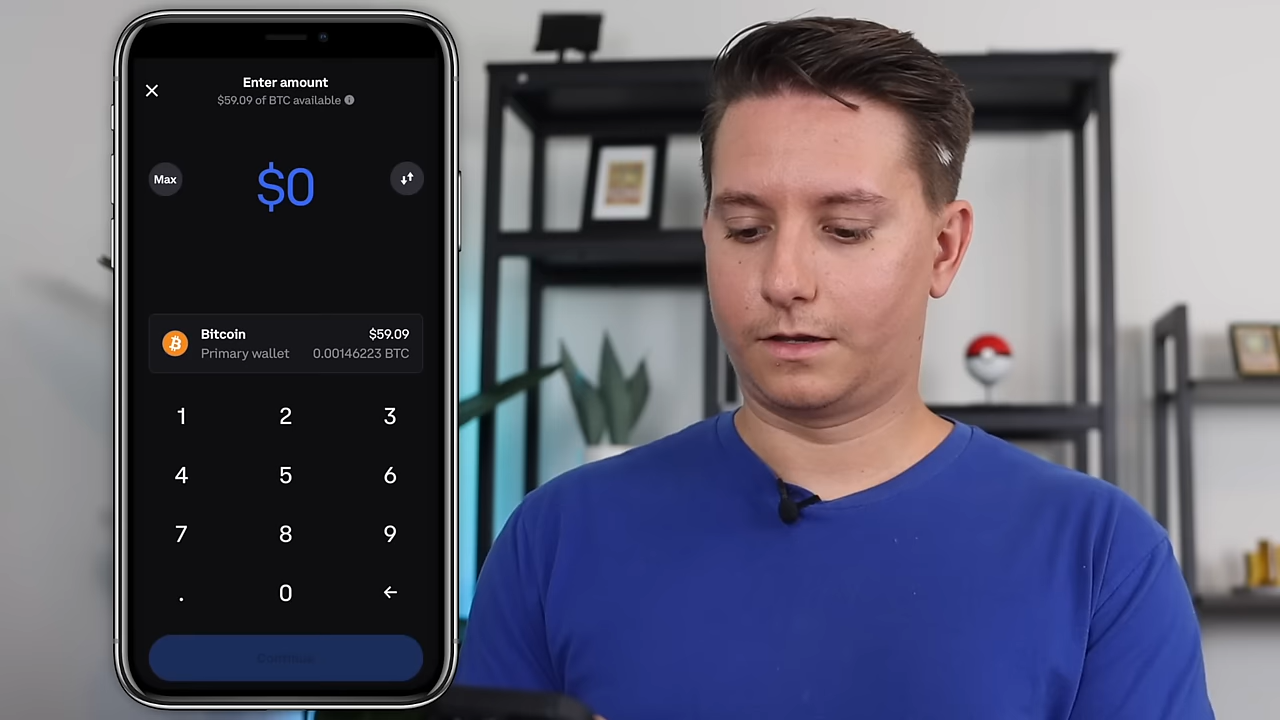 Enter amount
$59.09 of BTC available
Max
$0
Bitcoin
$59.09
Primary wallet
0.00146223 BTC
1 2 3
4 5 6
7 8 9
. 0 ←
Continue